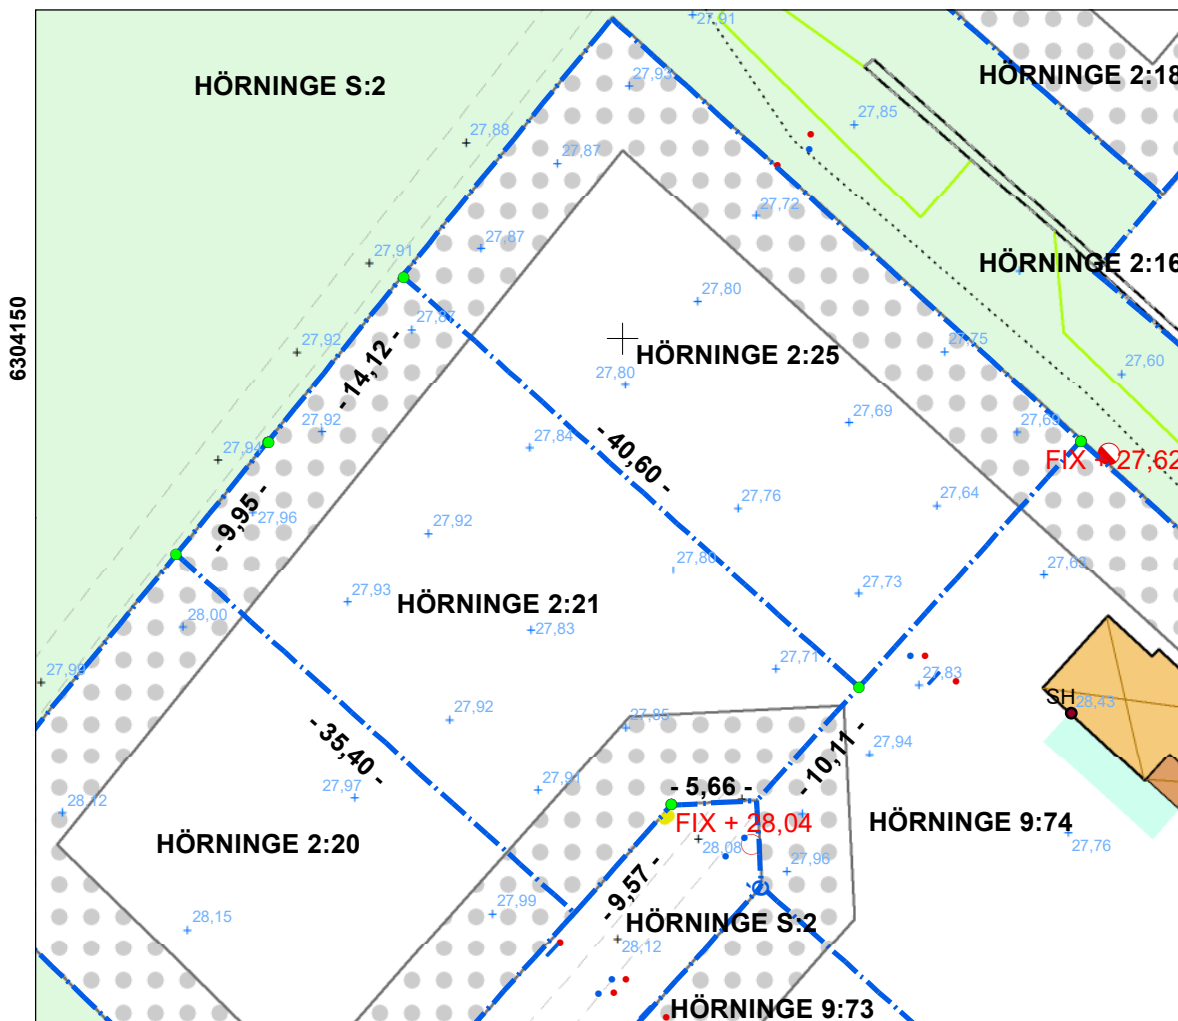 27,91
HÖRNINGE 2:18
HÖRNINGE S:2
27,93
27,85
27,88
27,87
27,72
27,87
27,91
HÖRNINGE 2:16
27,80
6304150
27,87
- 14,12 -
27,92
27,75
HÖRNINGE 2:25
27,80
27,60
27,69
27,92
27,69
27,84
- 40,60 -
27,94
FIX + 27,62
- 9,95 -
27,76
27,64
27,96
27,92
27,80
27,63
27,93
27,73
HÖRNINGE 2:21
28,00
27,83
27,71
27,99
27,83
SH
28,43
27,92
27,85
- 35,40 -
27,94
- 10,11 -
27,91
- 5,66 -
27,97
28,12
FIX + 28,04
HÖRNINGE 9:74
HÖRNINGE 2:20
28,08
27,76
27,96
- 9,57 -
27,99
28,15
HÖRNINGE S:2
28,12
HÖRNINGE 9:73